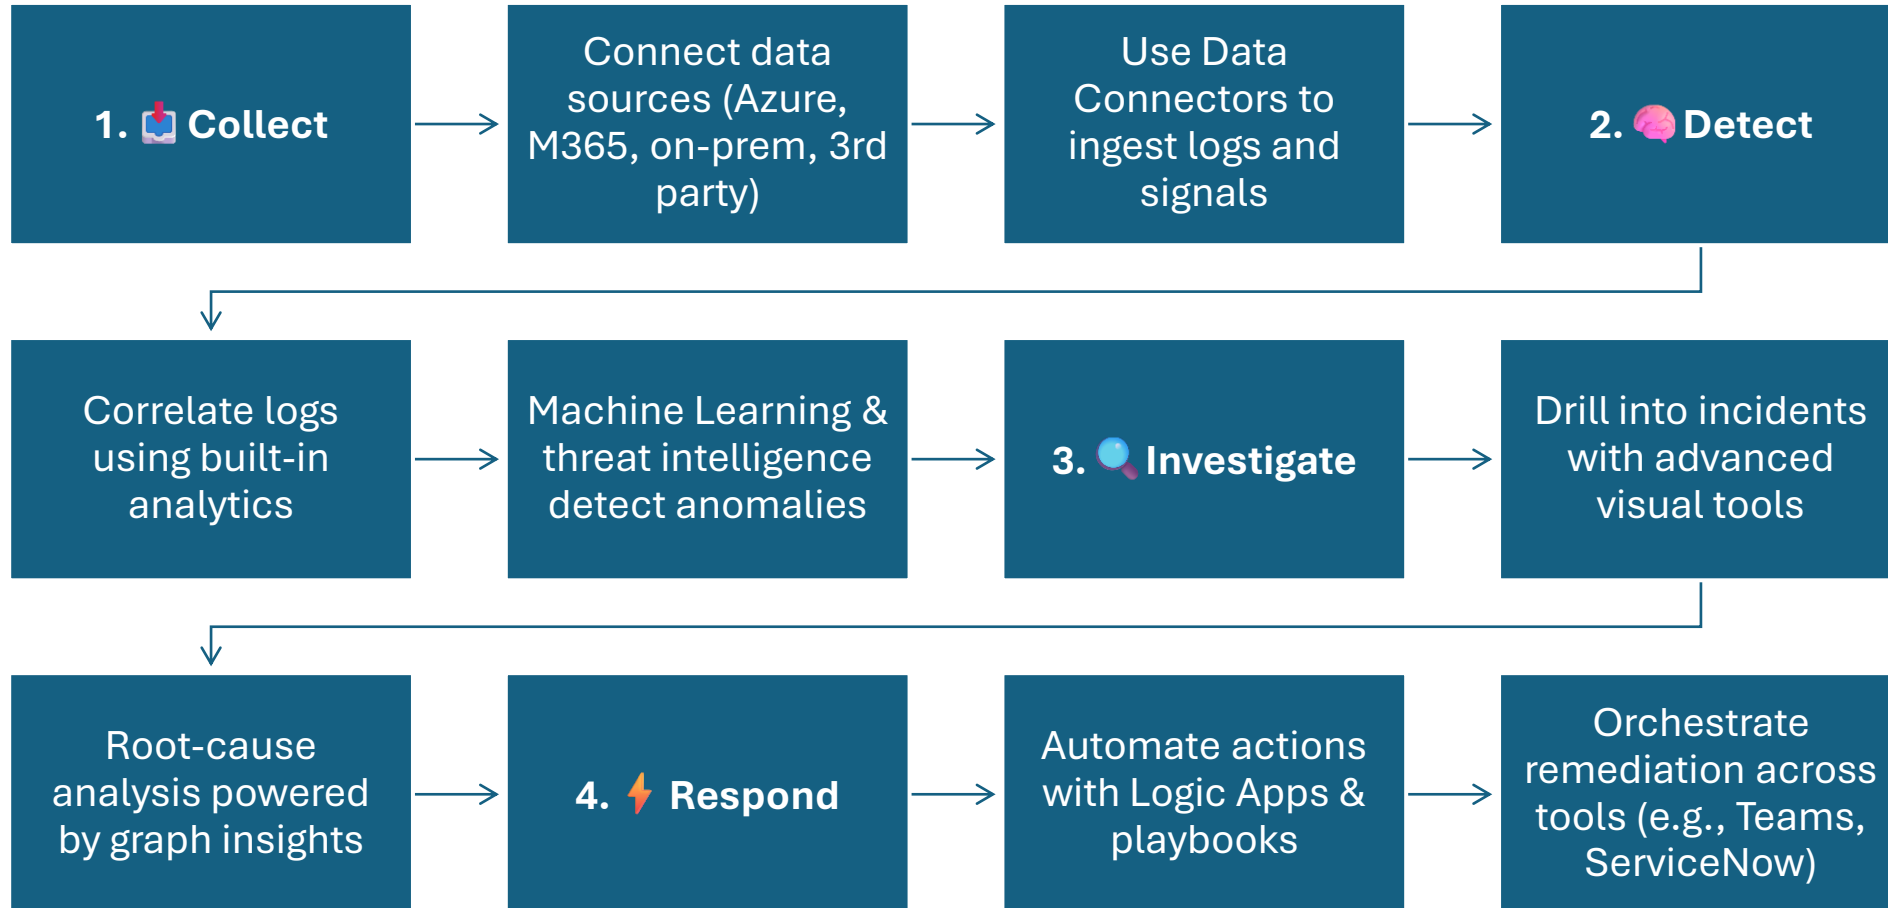 1. 📥 Collect
Connect data
sources (Azure,
M365, on-prem, 3rd
party)
Use Data
Connectors to
ingest logs and
signals
2. 🧠 Detect
Correlate logs
using built-in
analytics
Machine Learning &
threat intelligence
detect anomalies
3. 🔍 Investigate
Drill into incidents
with advanced
visual tools
Root-cause
analysis powered
by graph insights
4. ⚡ Respond
Automate actions
with Logic Apps &
playbooks
Orchestrate
remediation across
tools (e.g., Teams,
ServiceNow)